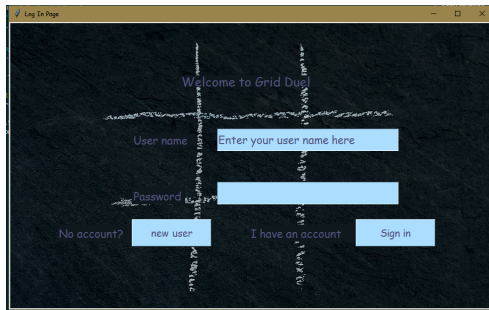 Log In Page
Welcome to Grid Duel
User name Enter your user name here
Password
No account? new user I have an account Sign in